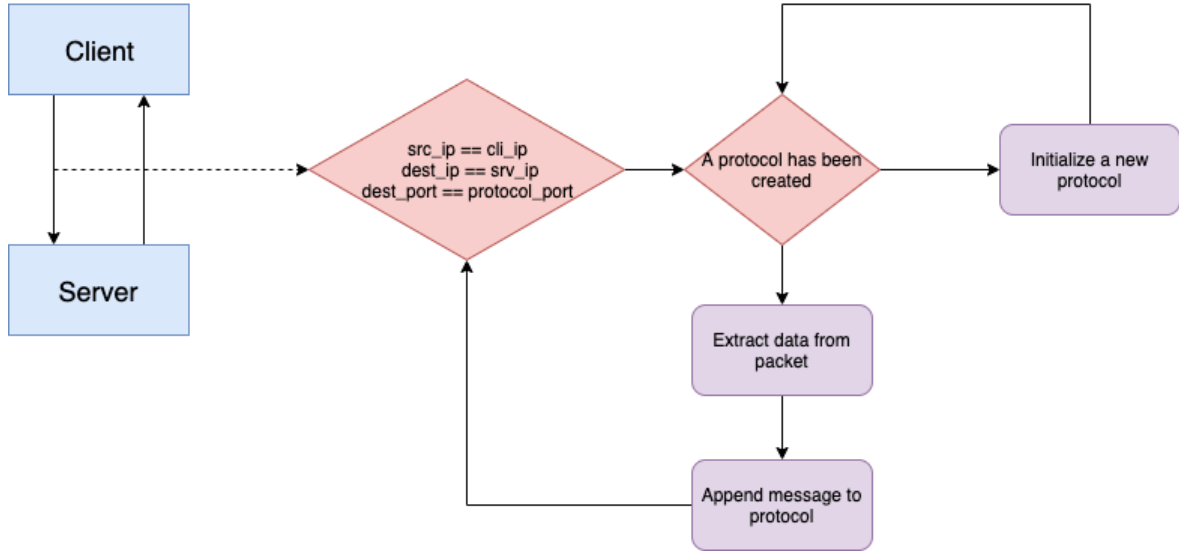 Client
Server
src_ip == cli_ip
dest_ip == srv_ip
dest_port == protocol_port
A protocol has been
created
Initialize a new
protocol
Extract data from
packet
Append message to
protocol